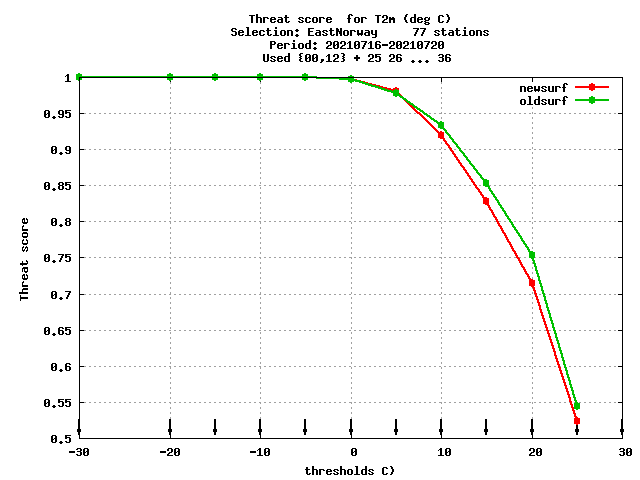 Threat score  for T2m (deg C)
Selection: EastNorway     77 stations
Period: 20210716-20210720
Used {00,12} + 25 26 ... 36
newsurf
oldsurf
1
0.95
0.9
0.85
0.8
0.75
0.7
0.65
0.6
0.55
0.5
Threat score
-30 -20 -10 0 10 20 30
thresholds C)